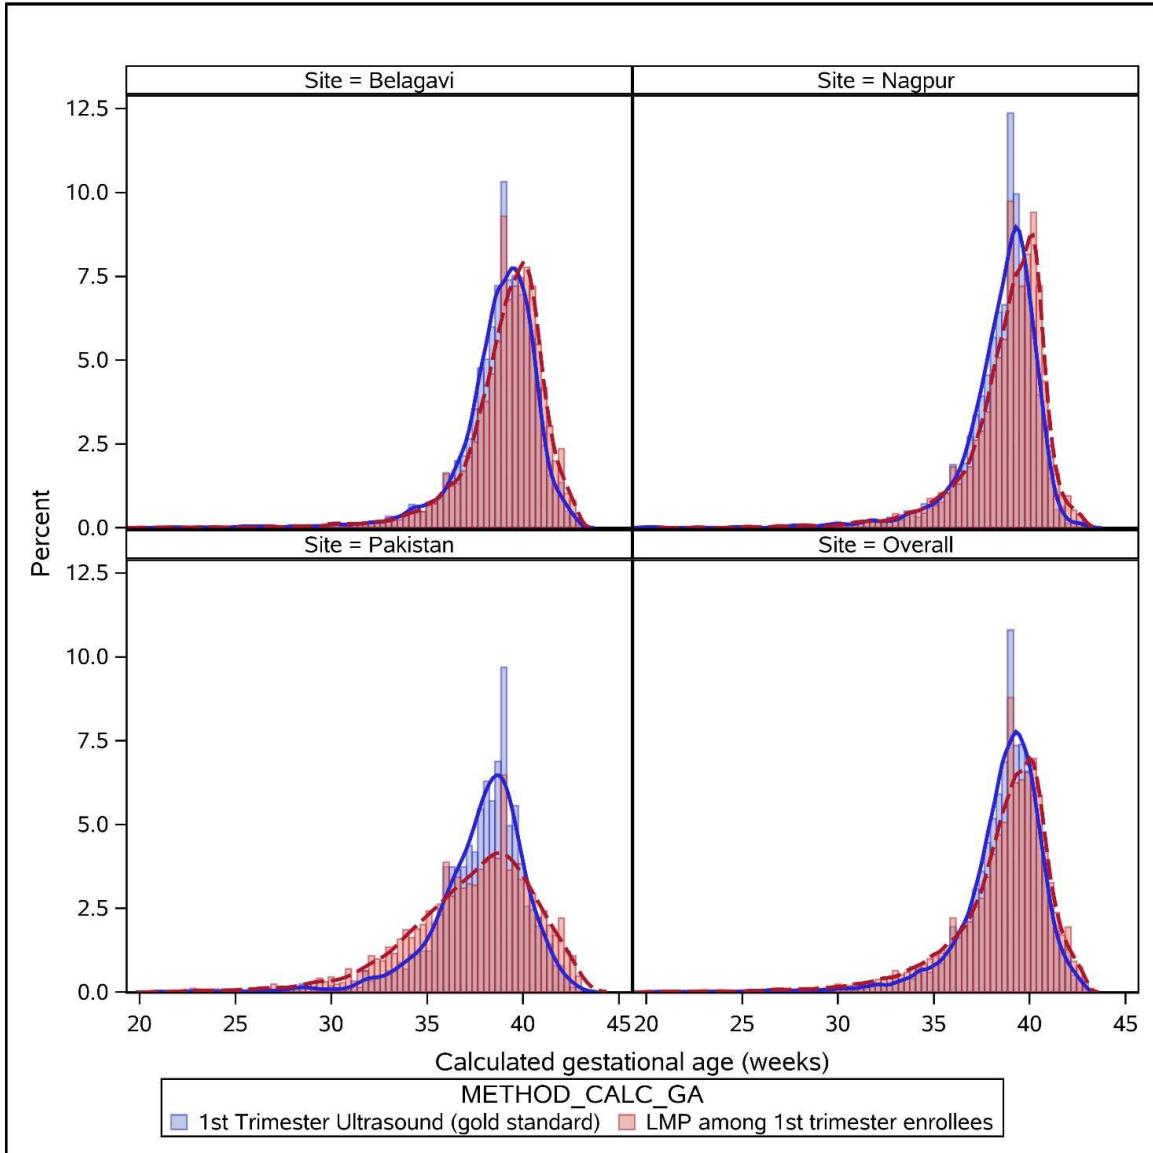 Site = Belagavi
Site = Nagpur
12.5
10.0
7.5
5.0
2.5
0.0
Percent
Site = Pakistan
Site = Overall
12.5
10.0
7.5
5.0
2.5
0.0
20 25 30 35 40 45 20 25 30 35 40 45
Calculated gestational age (weeks)
METHOD_CALC_GA
1st Trimester Ultrasound (gold standard) LMP among 1st trimester enrollees